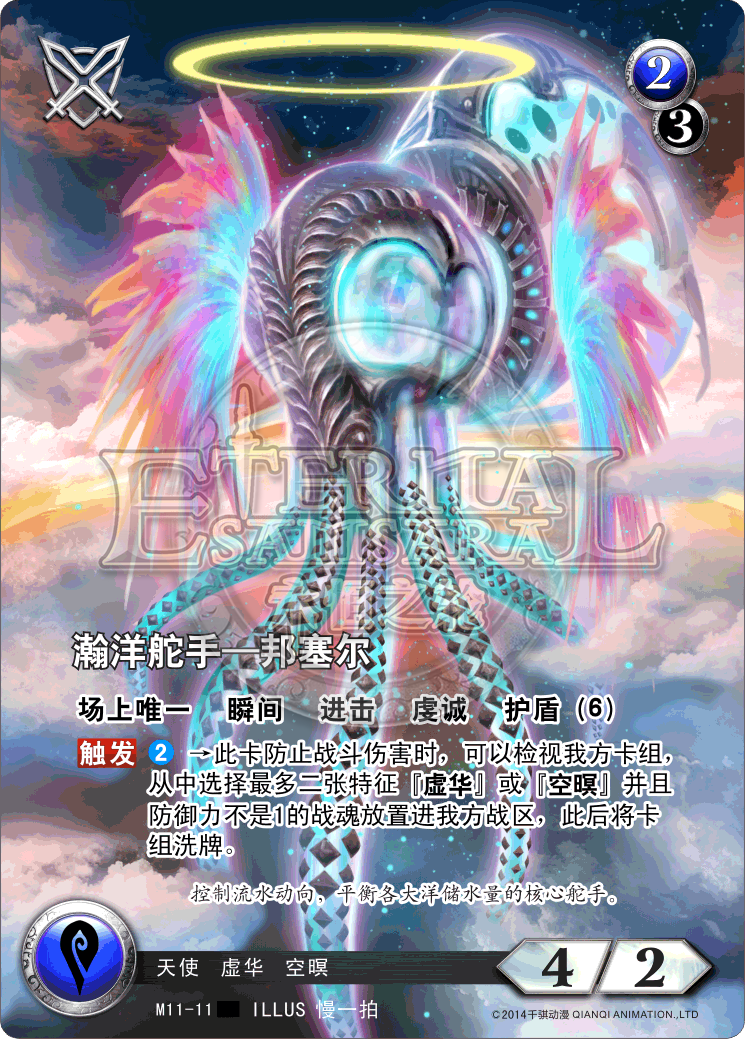 2
3
ETERNAL
SANSARAL
瀚洋舵手—邦塞尔
场上唯一 瞬间 进击 虔诚 护盾(6)
触发 2 →此卡防止战斗伤害时，可以检视我方卡组，
从中选择最多二张特征『虚华』或『空暝』并且
防御力不是1的战魂放置进我方战区，此后将卡
组洗牌。
控制流水动向，平衡各大洋储水量的核心舵手。
天使 虚华 空暝
4 2
M11-11 ILLUS 慢一拍
©2014千骐动漫 QIANQI ANIMATION.,LTD